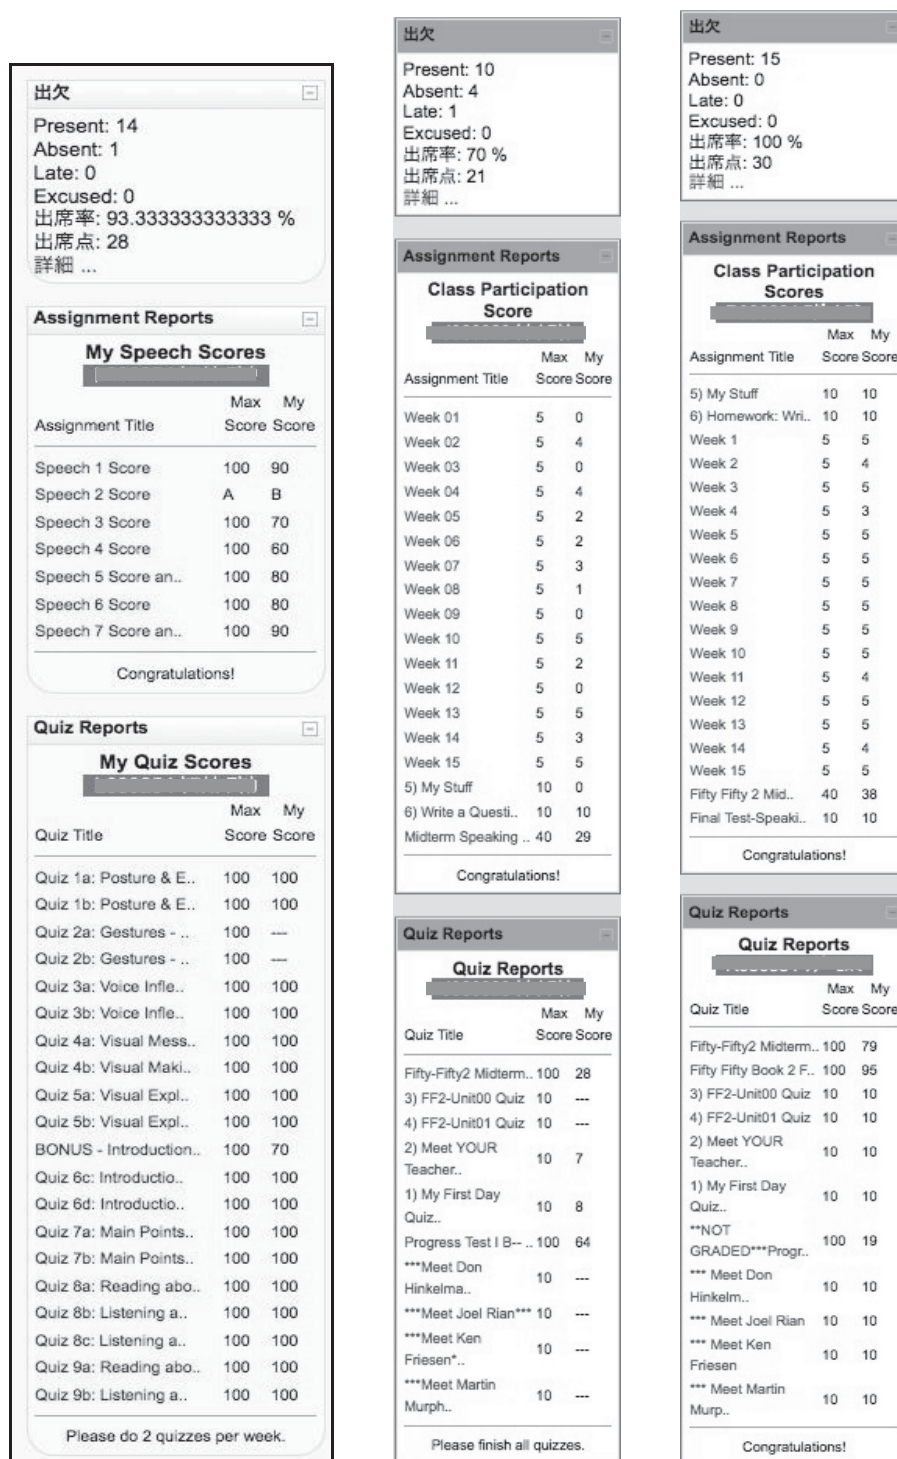 出欠
Present: 14
Absent: 1
Late: 0
Excused: 0
出席率: 93.333333333333 %
出席点: 28
詳細 ...
Assignment Reports
My Speech Scores
Max My
Assignment Title Score Score
Speech 1 Score 100 90
Speech 2 Score A B
Speech 3 Score 100 70
Speech 4 Score 100 60
Speech 5 Score an.. 100 80
Speech 6 Score 100 80
Speech 7 Score an.. 100 90
Congratulations!
Quiz Reports
My Quiz Scores
Max My
Quiz Title Score Score
Quiz 1a: Posture & E.. 100 100
Quiz 1b: Posture & E.. 100 100
Quiz 2a: Gestures - .. 100 ---
Quiz 2b: Gestures - .. 100 ---
Quiz 3a: Voice Infle.. 100 100
Quiz 3b: Voice Infle.. 100 100
Quiz 4a: Visual Mess.. 100 100
Quiz 4b: Visual Maki.. 100 100
Quiz 5a: Visual Expl.. 100 100
Quiz 5b: Visual Expl.. 100 100
BONUS - Introduction.. 100 70
Quiz 6c: Introductio.. 100 100
Quiz 6d: Introductio.. 100 100
Quiz 7a: Main Points.. 100 100
Quiz 7b: Main Points.. 100 100
Quiz 8a: Reading abo.. 100 100
Quiz 8b: Listening a.. 100 100
Quiz 8c: Listening a.. 100 100
Quiz 9a: Reading abo.. 100 100
Quiz 9b: Listening a.. 100 100
Please do 2 quizzes per week.
出欠
Present: 10
Absent: 4
Late: 1
Excused: 0
出席率: 70 %
出席点: 21
詳細 ...
Assignment Reports
Class Participation
Score
Max My
Assignment Title Score Score
Week 01 5 0
Week 02 5 4
Week 03 5 0
Week 04 5 4
Week 05 5 2
Week 06 5 2
Week 07 5 3
Week 08 5 1
Week 09 5 0
Week 10 5 5
Week 11 5 2
Week 12 5 0
Week 13 5 5
Week 14 5 3
Week 15 5 5
5) My Stuff 10 0
6) Write a Questi.. 10 10
Midterm Speaking .. 40 29
Congratulations!
Quiz Reports
Quiz Reports
Max My
Quiz Title Score Score
Fifty-Fifty2 Midterm.. 100 28
3) FF2-Unit00 Quiz 10 ---
4) FF2-Unit01 Quiz 10 ---
2) Meet YOUR
Teacher.. 10 7
1) My First Day
Quiz.. 10 8
Progress Test I B-- .. 100 64
***Meet Don
Hinkelma.. 10 ---
***Meet Joel Rian*** 10 ---
***Meet Ken
Friesen*.. 10 ---
***Meet Martin
Murph.. 10 ---
Please finish all quizzes.
出欠
Present: 15
Absent: 0
Late: 0
Excused: 0
出席率: 100 %
出席点: 30
詳細 ...
Assignment Reports
Class Participation
Scores
Max My
Assignment Title Score Score
5) My Stuff 10 10
6) Homework: Wri.. 10 10
Week 1 5 5
Week 2 5 4
Week 3 5 5
Week 4 5 3
Week 5 5 5
Week 6 5 5
Week 7 5 5
Week 8 5 5
Week 9 5 5
Week 10 5 5
Week 11 5 4
Week 12 5 5
Week 13 5 5
Week 14 5 4
Week 15 5 5
Fifty Fifty 2 Mid.. 40 38
Final Test-Speaki.. 10 10
Congratulations!
Quiz Reports
Quiz Reports
Max My
Quiz Title Score Score
Fifty-Fifty2 Midterm.. 100 79
Fifty Fifty Book 2 F.. 100 95
3) FF2-Unit00 Quiz 10 10
4) FF2-Unit01 Quiz 10 10
2) Meet YOUR
Teacher.. 10 10
1) My First Day
Quiz.. 10 10
**NOT
GRADED***Progr.. 100 19
*** Meet Don
Hinkelm.. 10 10
*** Meet Joel Rian 10 10
*** Meet Ken
Friesen 10 10
*** Meet Martin
Murp.. 10 10
Congratulations!